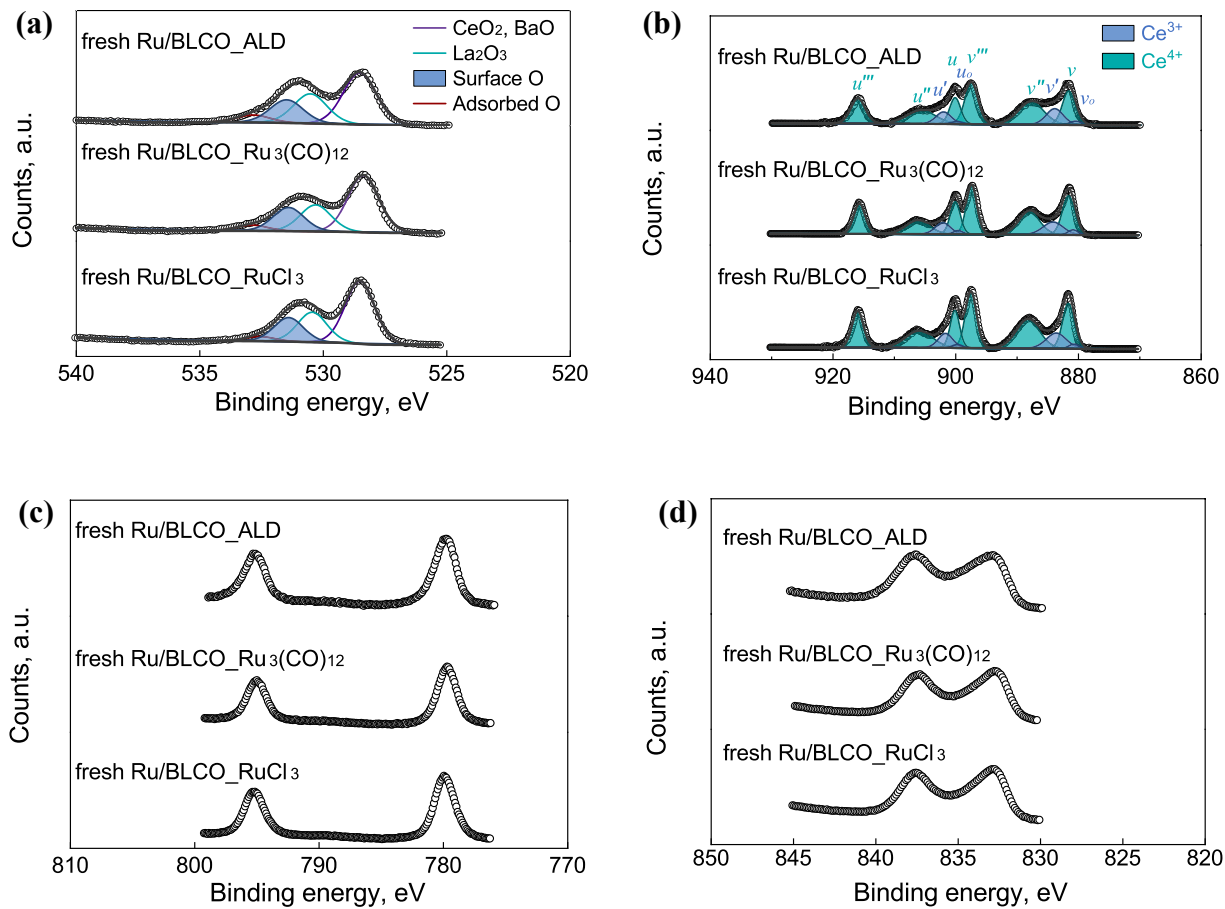 (a)
fresh Ru/BLCO_ALD
CeO2, BaO
La2O3
Surface O
Adsorbed O
fresh Ru/BLCO_Ru3(CO)12
fresh Ru/BLCO_RuCl3
Counts, a.u.
540 535 530 525 520
Binding energy, eV
(b)
Ce3+
Ce4+
fresh Ru/BLCO_ALD
u''' u'' u' uo u v''' v'' v' v vo
fresh Ru/BLCO_Ru3(CO)12
fresh Ru/BLCO_RuCl3
Counts, a.u.
940 920 900 880 860
Binding energy, eV
(c)
fresh Ru/BLCO_ALD
fresh Ru/BLCO_Ru3(CO)12
fresh Ru/BLCO_RuCl3
Counts, a.u.
810 800 790 780 770
Binding energy, eV
(d)
fresh Ru/BLCO_ALD
fresh Ru/BLCO_Ru3(CO)12
fresh Ru/BLCO_RuCl3
Counts, a.u.
850 845 840 835 830 825 820
Binding energy, eV